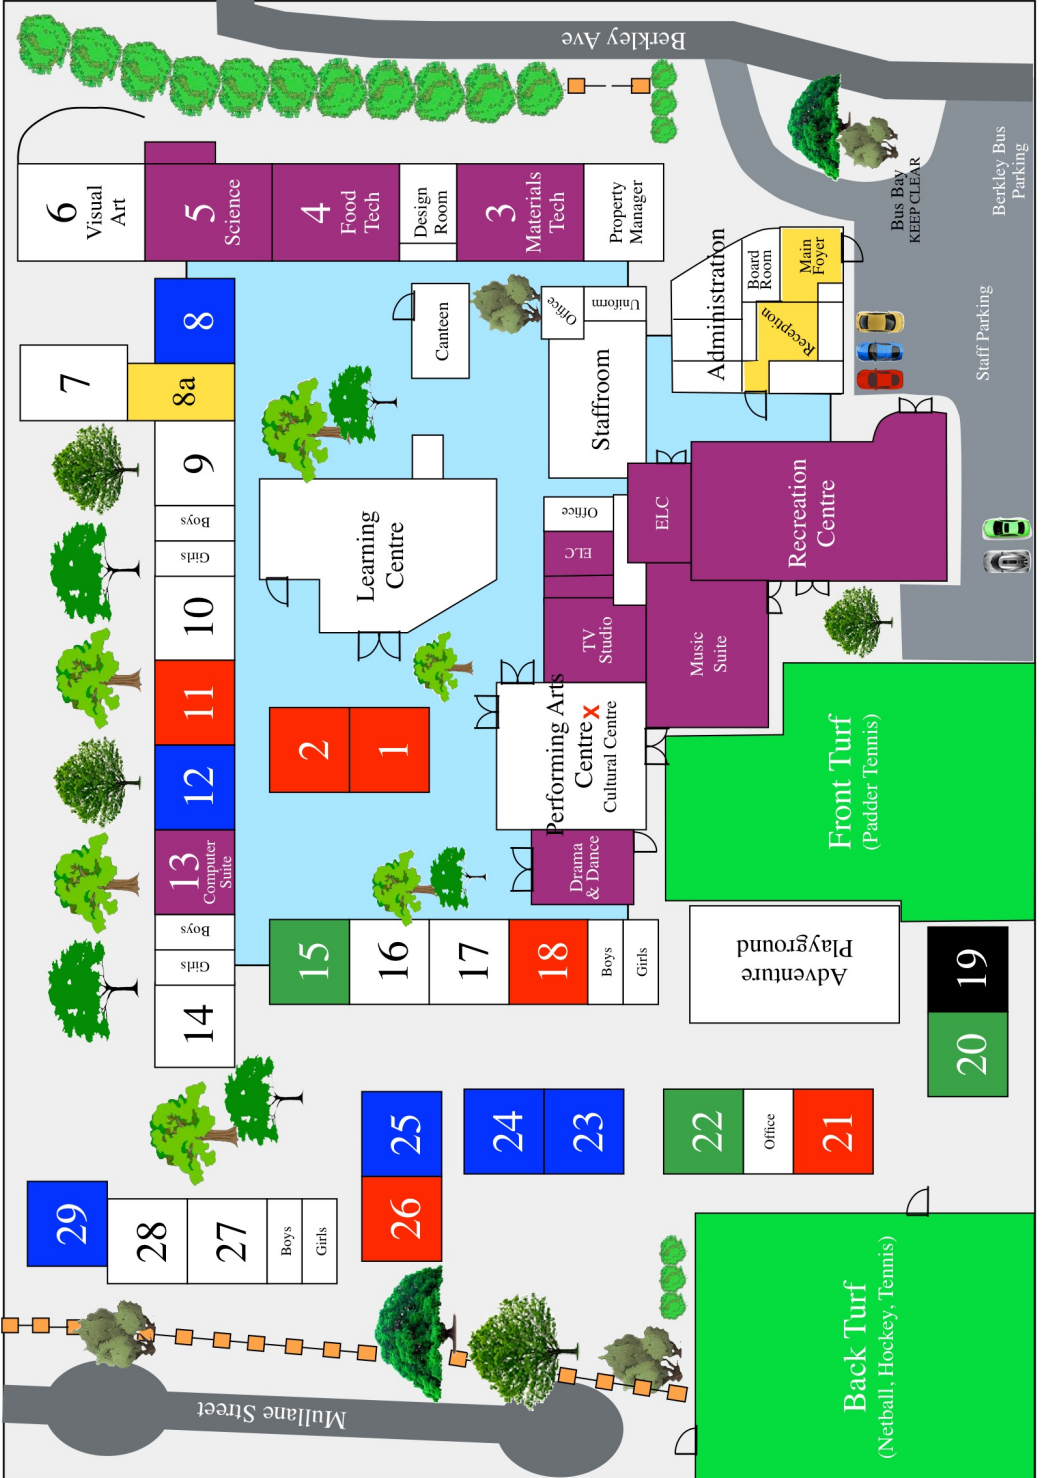 Berkley Ave
Berkley Bus
Parking
Bus Bay
KEEP CLEAR
Staff Parking
6
Visual
Art
5
Science
4
Food
Tech
Design
Room
3
Materials
Tech
Property
Manager
Administration
Board
Room
Main
Foyer
Reception
Canteen
Office
Uniform
Staffroom
8
7
8a
9
Boys
Girls
10
11
12
13
Computer
Suite
Boys
Girls
14
Learning
Centre
Office
ELC
ELC
Recreation
Centre
TV
Studio
Music
Suite
2
1
Performing Arts
Centre
X
Cultural Centre
Drama
& Dance
Front Turf
(Padder Tennis)
Adventure
Playground
15
16
17
18
Boys
Girls
19
20
25
26
24
23
22
Office
21
29
28
27
Boys
Girls
Back Turf
(Netball, Hockey, Tennis)
Mullane Street